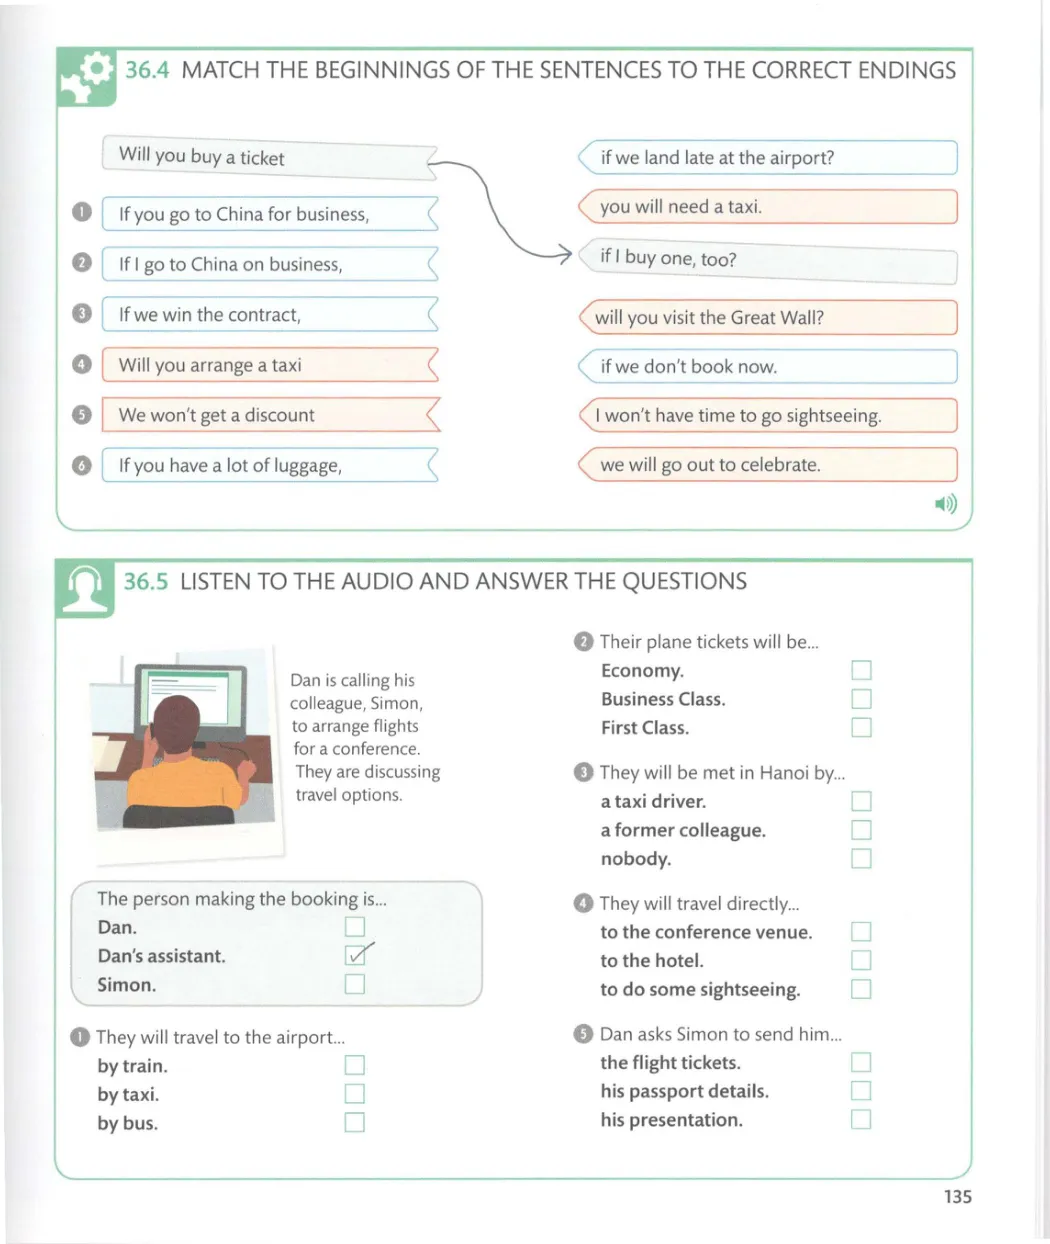 36.4 MATCH THE BEGINNINGS OF THE SENTENCES TO THE CORRECT ENDINGS
Will you buy a ticket
1 If you go to China for business,
2 If I go to China on business,
3 If we win the contract,
4 Will you arrange a taxi
5 We won't get a discount
6 If you have a lot of luggage,
if we land late at the airport?
you will need a taxi.
if I buy one, too?
will you visit the Great Wall?
if we don't book now.
I won't have time to go sightseeing.
we will go out to celebrate.
36.5 LISTEN TO THE AUDIO AND ANSWER THE QUESTIONS
Dan is calling his
colleague, Simon,
to arrange flights
for a conference.
They are discussing
travel options.
The person making the booking is...
Dan.
Dan's assistant.
Simon.
1 They will travel to the airport...
by train.
by taxi.
by bus.
2 Their plane tickets will be...
Economy.
Business Class.
First Class.
3 They will be met in Hanoi by...
a taxi driver.
a former colleague.
nobody.
4 They will travel directly...
to the conference venue.
to the hotel.
to do some sightseeing.
5 Dan asks Simon to send him...
the flight tickets.
his passport details.
his presentation.
135